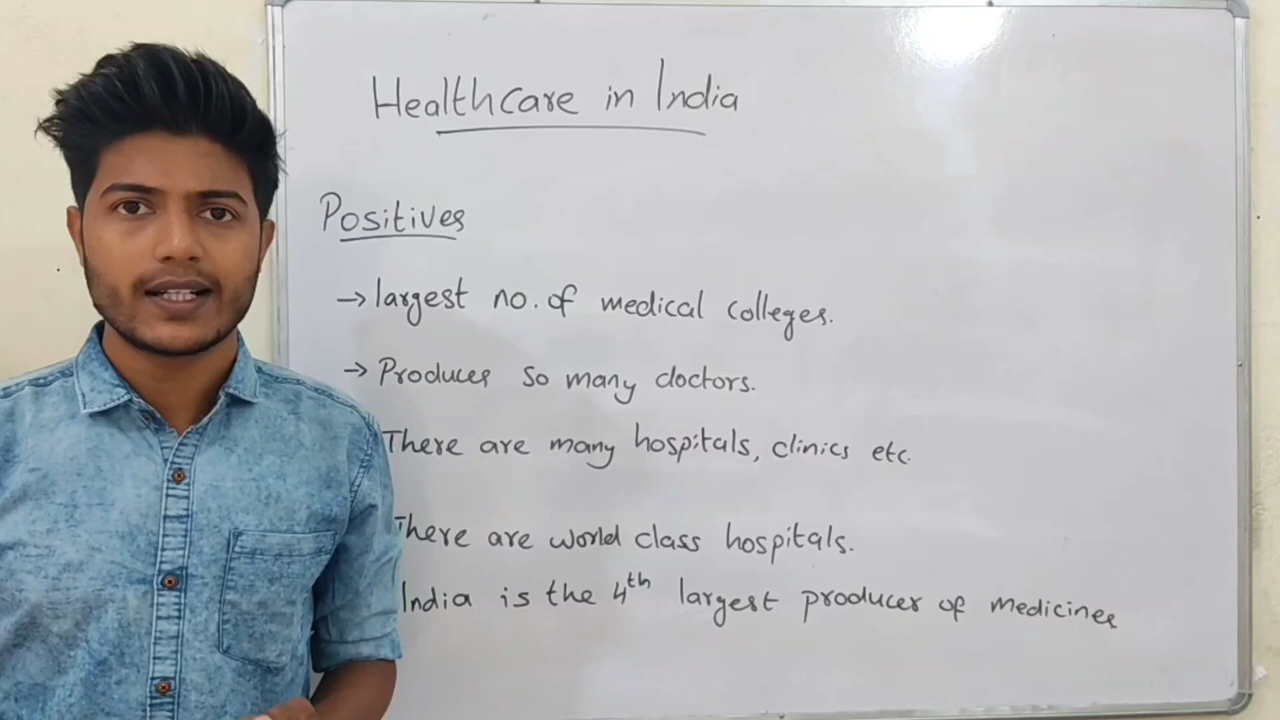 Healthcare in India
Positives
→ largest no. of medical colleges.
→ Produces so many doctors.
There are many hospitals, clinics etc.
There are world class hospitals.
India is the 4th largest producer of medicines